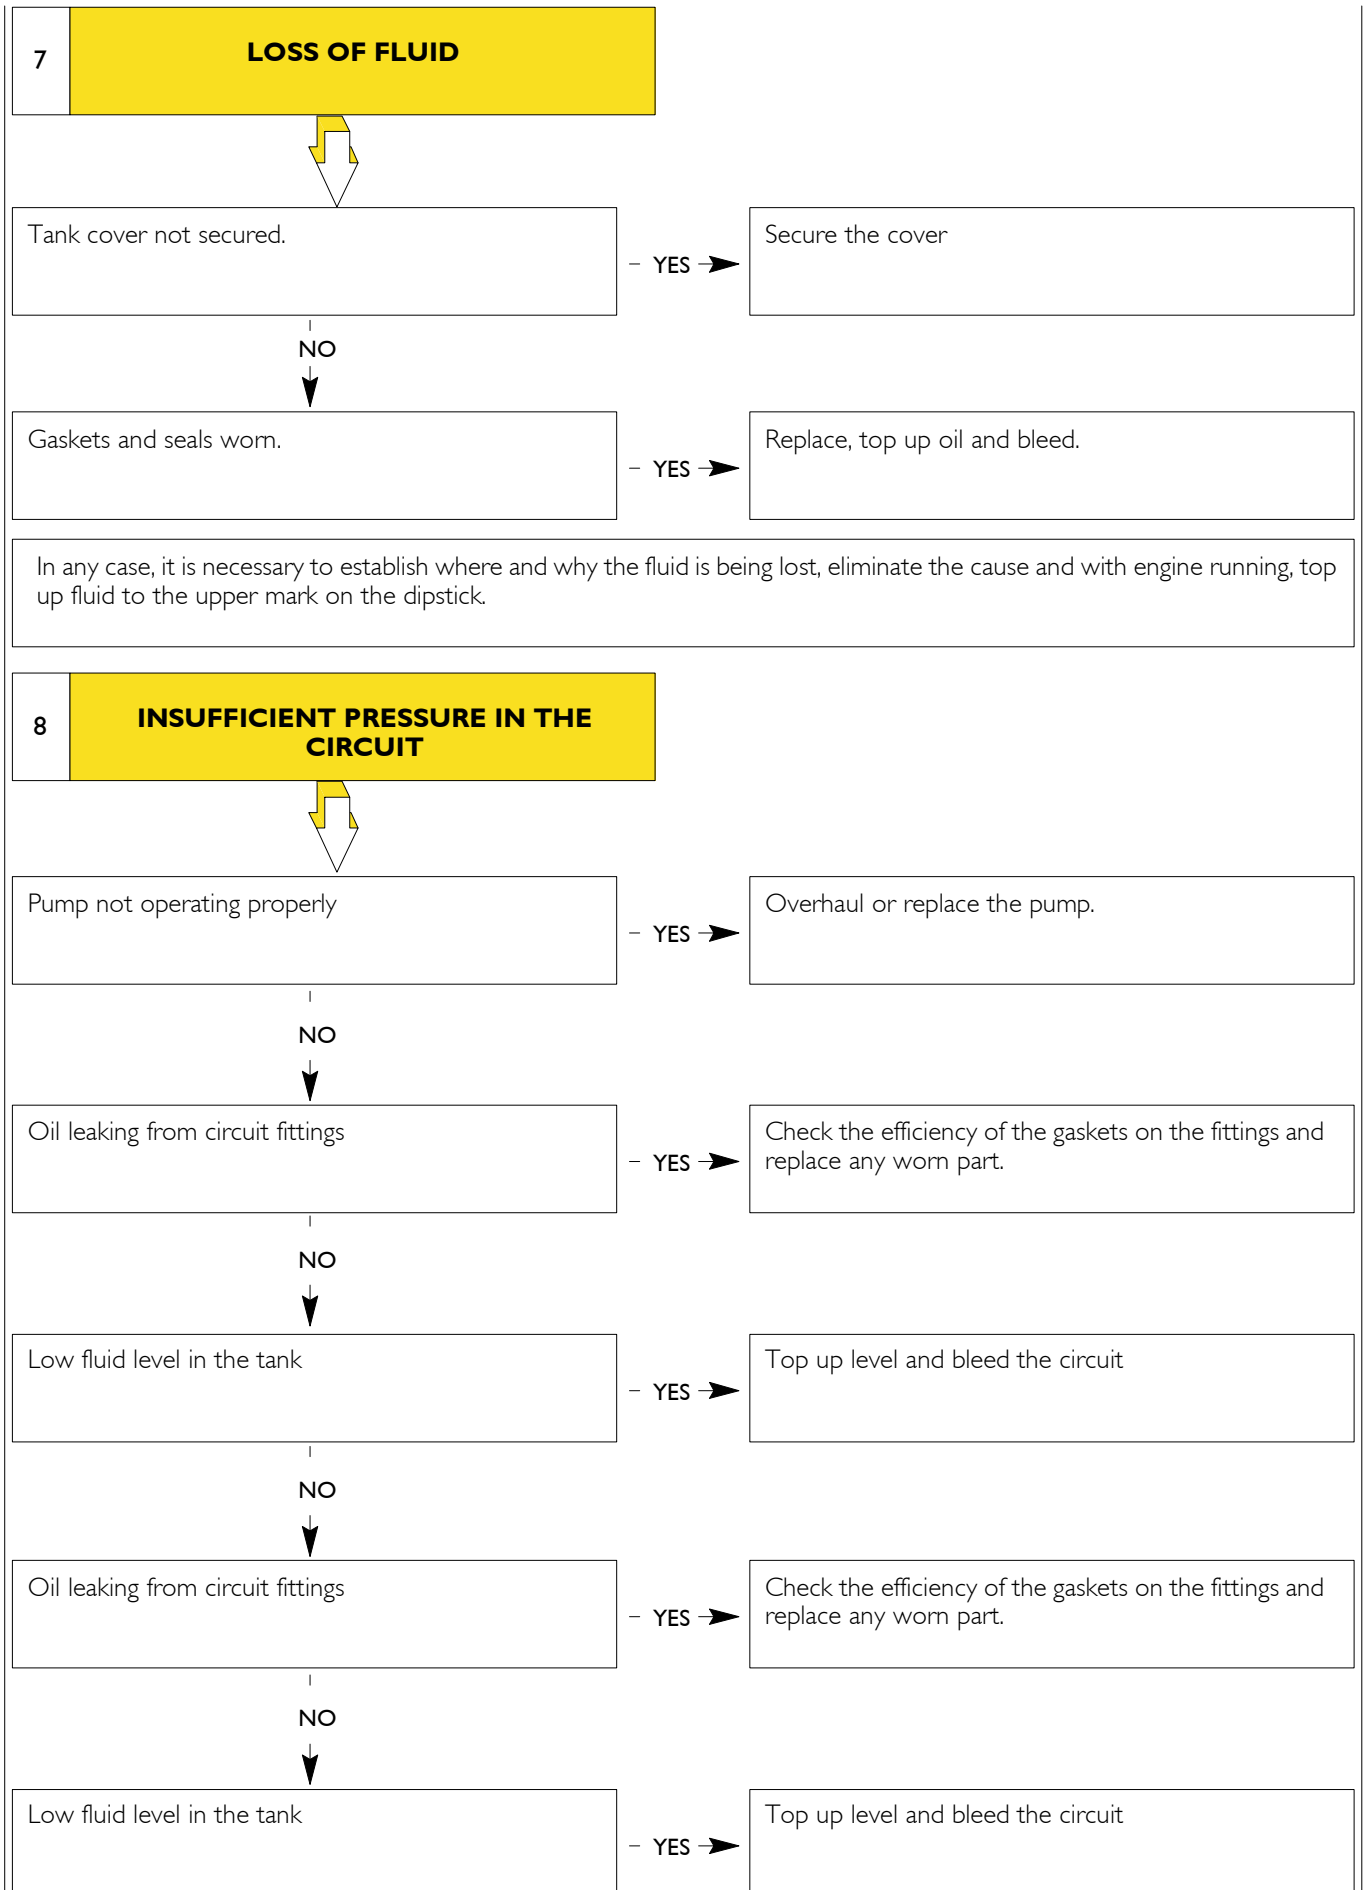 7
LOSS OF FLUID
Tank cover not secured.
YES
Secure the cover
NO
Gaskets and seals worn.
YES
Replace, top up oil and bleed.
In any case, it is necessary to establish where and why the fluid is being lost, eliminate the cause and with engine running, top
up fluid to the upper mark on the dipstick.
8
INSUFFICIENT PRESSURE IN THE
CIRCUIT
Pump not operating properly
YES
Overhaul or replace the pump.
NO
Oil leaking from circuit fittings
YES
Check the efficiency of the gaskets on the fittings and
replace any worn part.
NO
Low fluid level in the tank
YES
Top up level and bleed the circuit
NO
Oil leaking from circuit fittings
YES
Check the efficiency of the gaskets on the fittings and
replace any worn part.
NO
Low fluid level in the tank
YES
Top up level and bleed the circuit